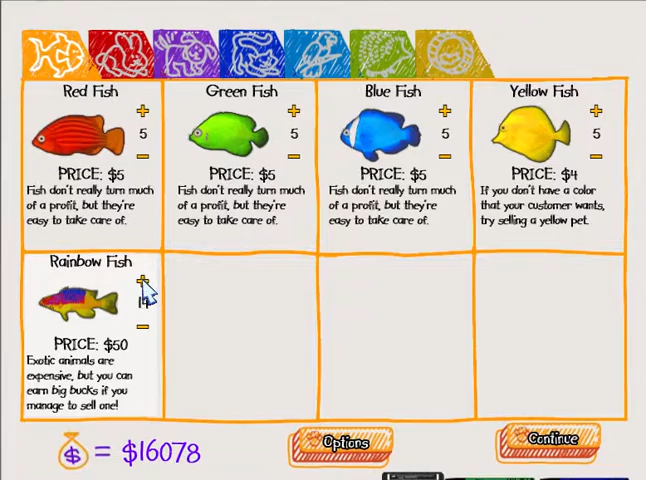 Red Fish
Green Fish
Blue Fish
Yellow Fish
+
+
+
+
5
5
5
5
-
-
-
-
PRICE: $5
PRICE: $5
PRICE: $5
PRICE: $4
Fish don't really turn much
of a profit, but they're
easy to take care of.
Fish don't really turn much
of a profit, but they're
easy to take care of.
Fish don't really turn much
of a profit, but they're
easy to take care of.
If you don't have a color
that your customer wants,
try selling a yellow pet.
Rainbow Fish
+
-
PRICE: $50
Exotic animals are
expensive, but you can
earn big bucks if you
manage to sell one!
$ = $16078
Options
Continue